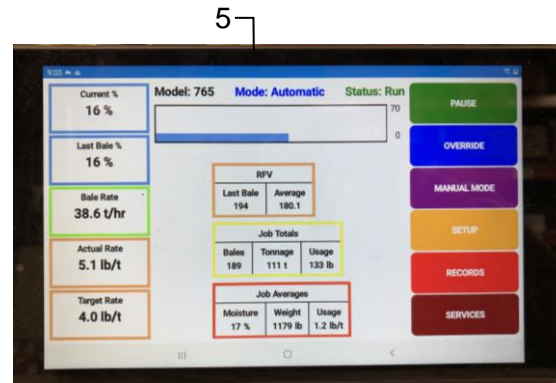 5
9:03
Model: 765 Mode: Automatic Status: Run
70
0
Current %
16 %
Last Bale %
16 %
Bale Rate
38.6 t/hr
Actual Rate
5.1 lb/t
Target Rate
4.0 lb/t
RFV
Last Bale Average
194 180.1
Job Totals
Bales Tonnage Usage
189 111 t 133 lb
Job Averages
Moisture Weight Usage
17 % 1179 lb 1.2 lb/t
PAUSE
OVERRIDE
MANUAL MODE
SETUP
RECORDS
SERVICES